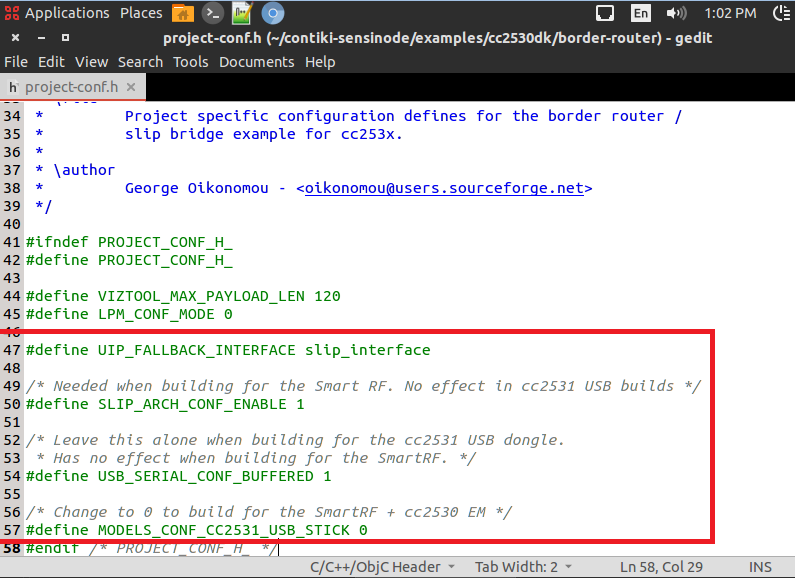 Applications Places En 1:02 PM
project-conf.h (~/contiki-sensinode/examples/cc2530dk/border-router) - gedit
File Edit View Search Tools Documents Help
h project-conf.h ×
34 * Project specific configuration defines for the border router /
35 * slip bridge example for cc253x.
36 *
37 * \author
38 * George Oikonomou - <oikonomou@users.sourceforge.net>
39 */
40
41 #ifndef PROJECT_CONF_H_
42 #define PROJECT_CONF_H_
43
44 #define VIZTOOL_MAX_PAYLOAD_LEN 120
45 #define LPM_CONF_MODE 0
46
47 #define UIP_FALLBACK_INTERFACE slip_interface
48
49 /* Needed when building for the Smart RF. No effect in cc2531 USB builds */
50 #define SLIP_ARCH_CONF_ENABLE 1
51
52 /* Leave this alone when building for the cc2531 USB dongle.
53 * Has no effect when building for the SmartRF. */
54 #define USB_SERIAL_CONF_BUFFERED 1
55
56 /* Change to 0 to build for the SmartRF + cc2530 EM */
57 #define MODELS_CONF_CC2531_USB_STICK 0
58 #endif /* PROJECT_CONF_H_ */
C/C++/ObjC Header Tab Width: 2 Ln 58, Col 29 INS